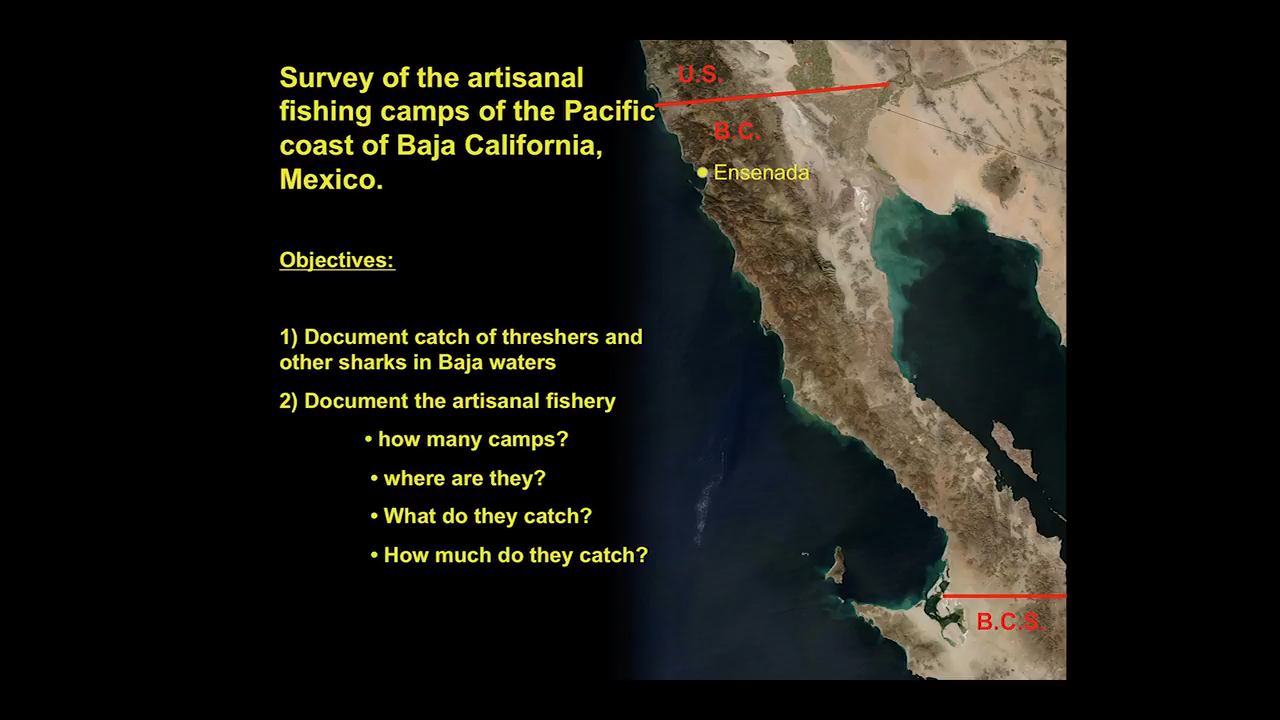 Survey of the artisanal
fishing camps of the Pacific
coast of Baja California,
Mexico.
Objectives:
1) Document catch of threshers and
other sharks in Baja waters
2) Document the artisanal fishery
• how many camps?
• where are they?
• What do they catch?
• How much do they catch?
U.S.
B.C.
Ensenada
B.C.S.